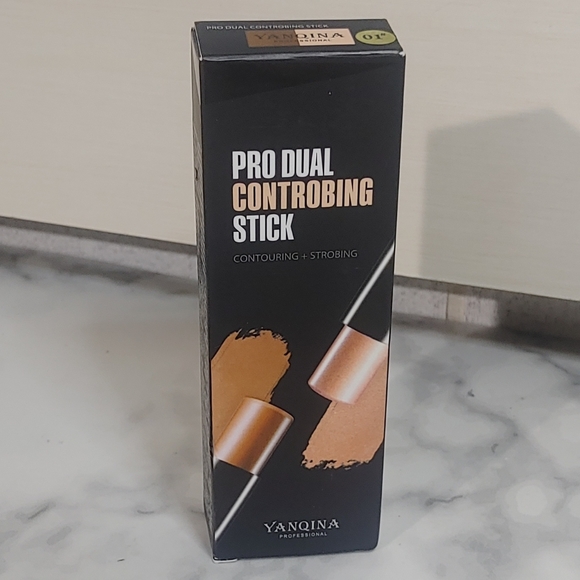 PRO DUAL CONTROBING STICK
YANQINA
PROFESSIONAL
01#
PRO DUAL
CONTROBING
STICK
CONTOURING + STROBING
YANQINA
PROFESSIONAL